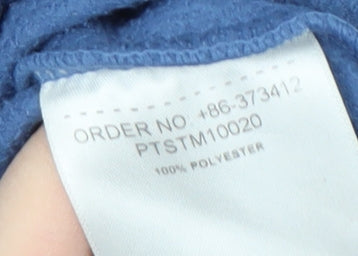 ORDER NO. +86-373412
PTSTM10020
100% POLYESTER